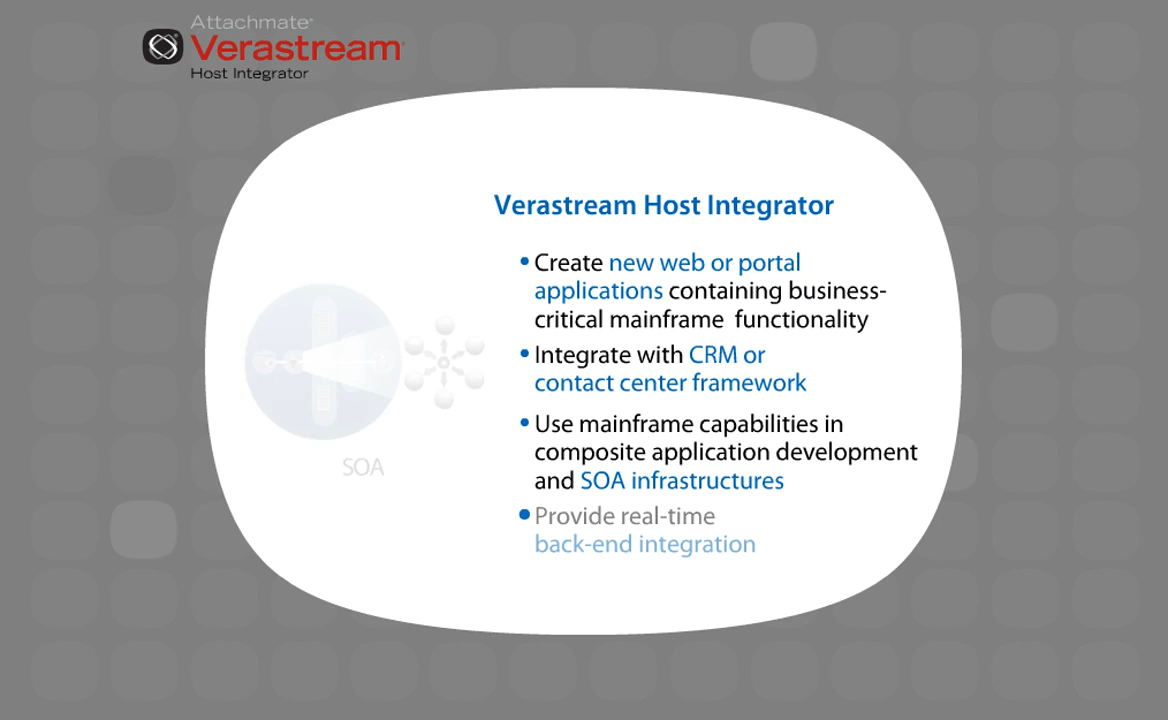 Attachmate®
Verastream®
Host Integrator
Verastream Host Integrator
• Create new web or portal
applications containing business-
critical mainframe functionality
• Integrate with CRM or
contact center framework
• Use mainframe capabilities in
composite application development
and SOA infrastructures
• Provide real-time
back-end integration
SOA